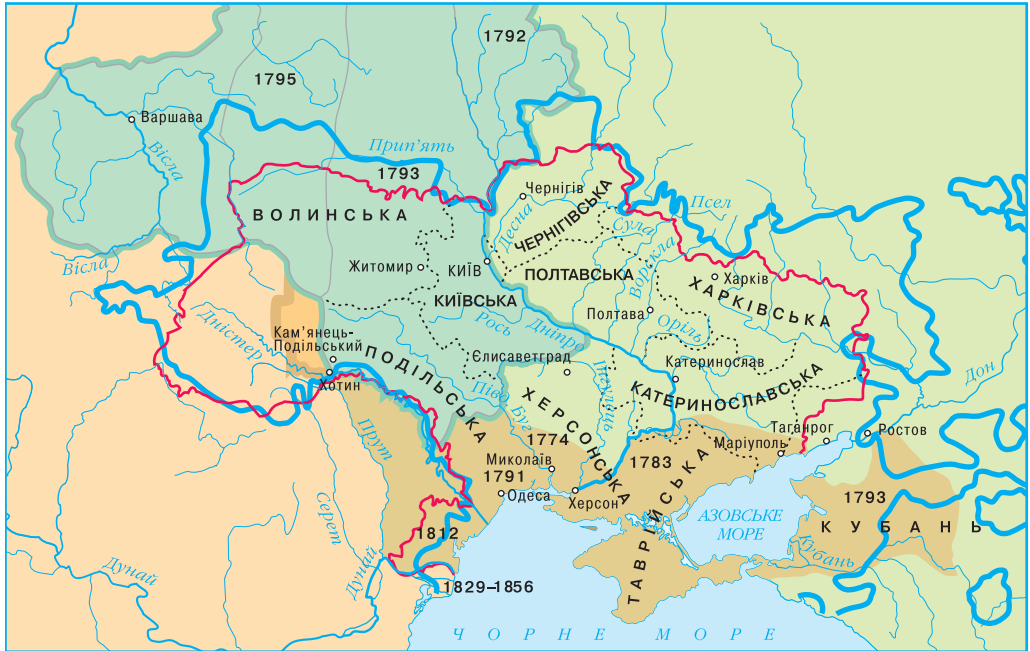 1792
1795
Варшава
Вісла
Прип'ять
1793
ВОЛИНСЬКА
Чернігів
Десна
ЧЕРНІГІВСЬКА
Сула
Псел
Вісла
Житомир
КИЇВ
ПОЛТАВСЬКА
Ворскла
Харків
ХАРКІВСЬКА
КИЇВСЬКА
Рось
Дніпр
Полтава
Оріль
Дністер
Кам'янець-
Подільський
Хотин
ПОДІЛЬСЬКА
Єлисаветград
Інгулець
Катеринослав
КАТЕРИНОСЛАВСЬКА
Дон
Півд. Буг
ХЕРСОНСЬКА
Прут
1774
Миколаїв
1791
Одеса
Херсон
1783
Маріуполь
Таганрог
Ростов
ТАВРІЙСЬКА
АЗОВСЬКЕ
МОРЕ
1793
КУБАНЬ
Кубань
Серет
1812
Дунай
Дунай
1829–1856
ЧОРНЕ МОРЕ